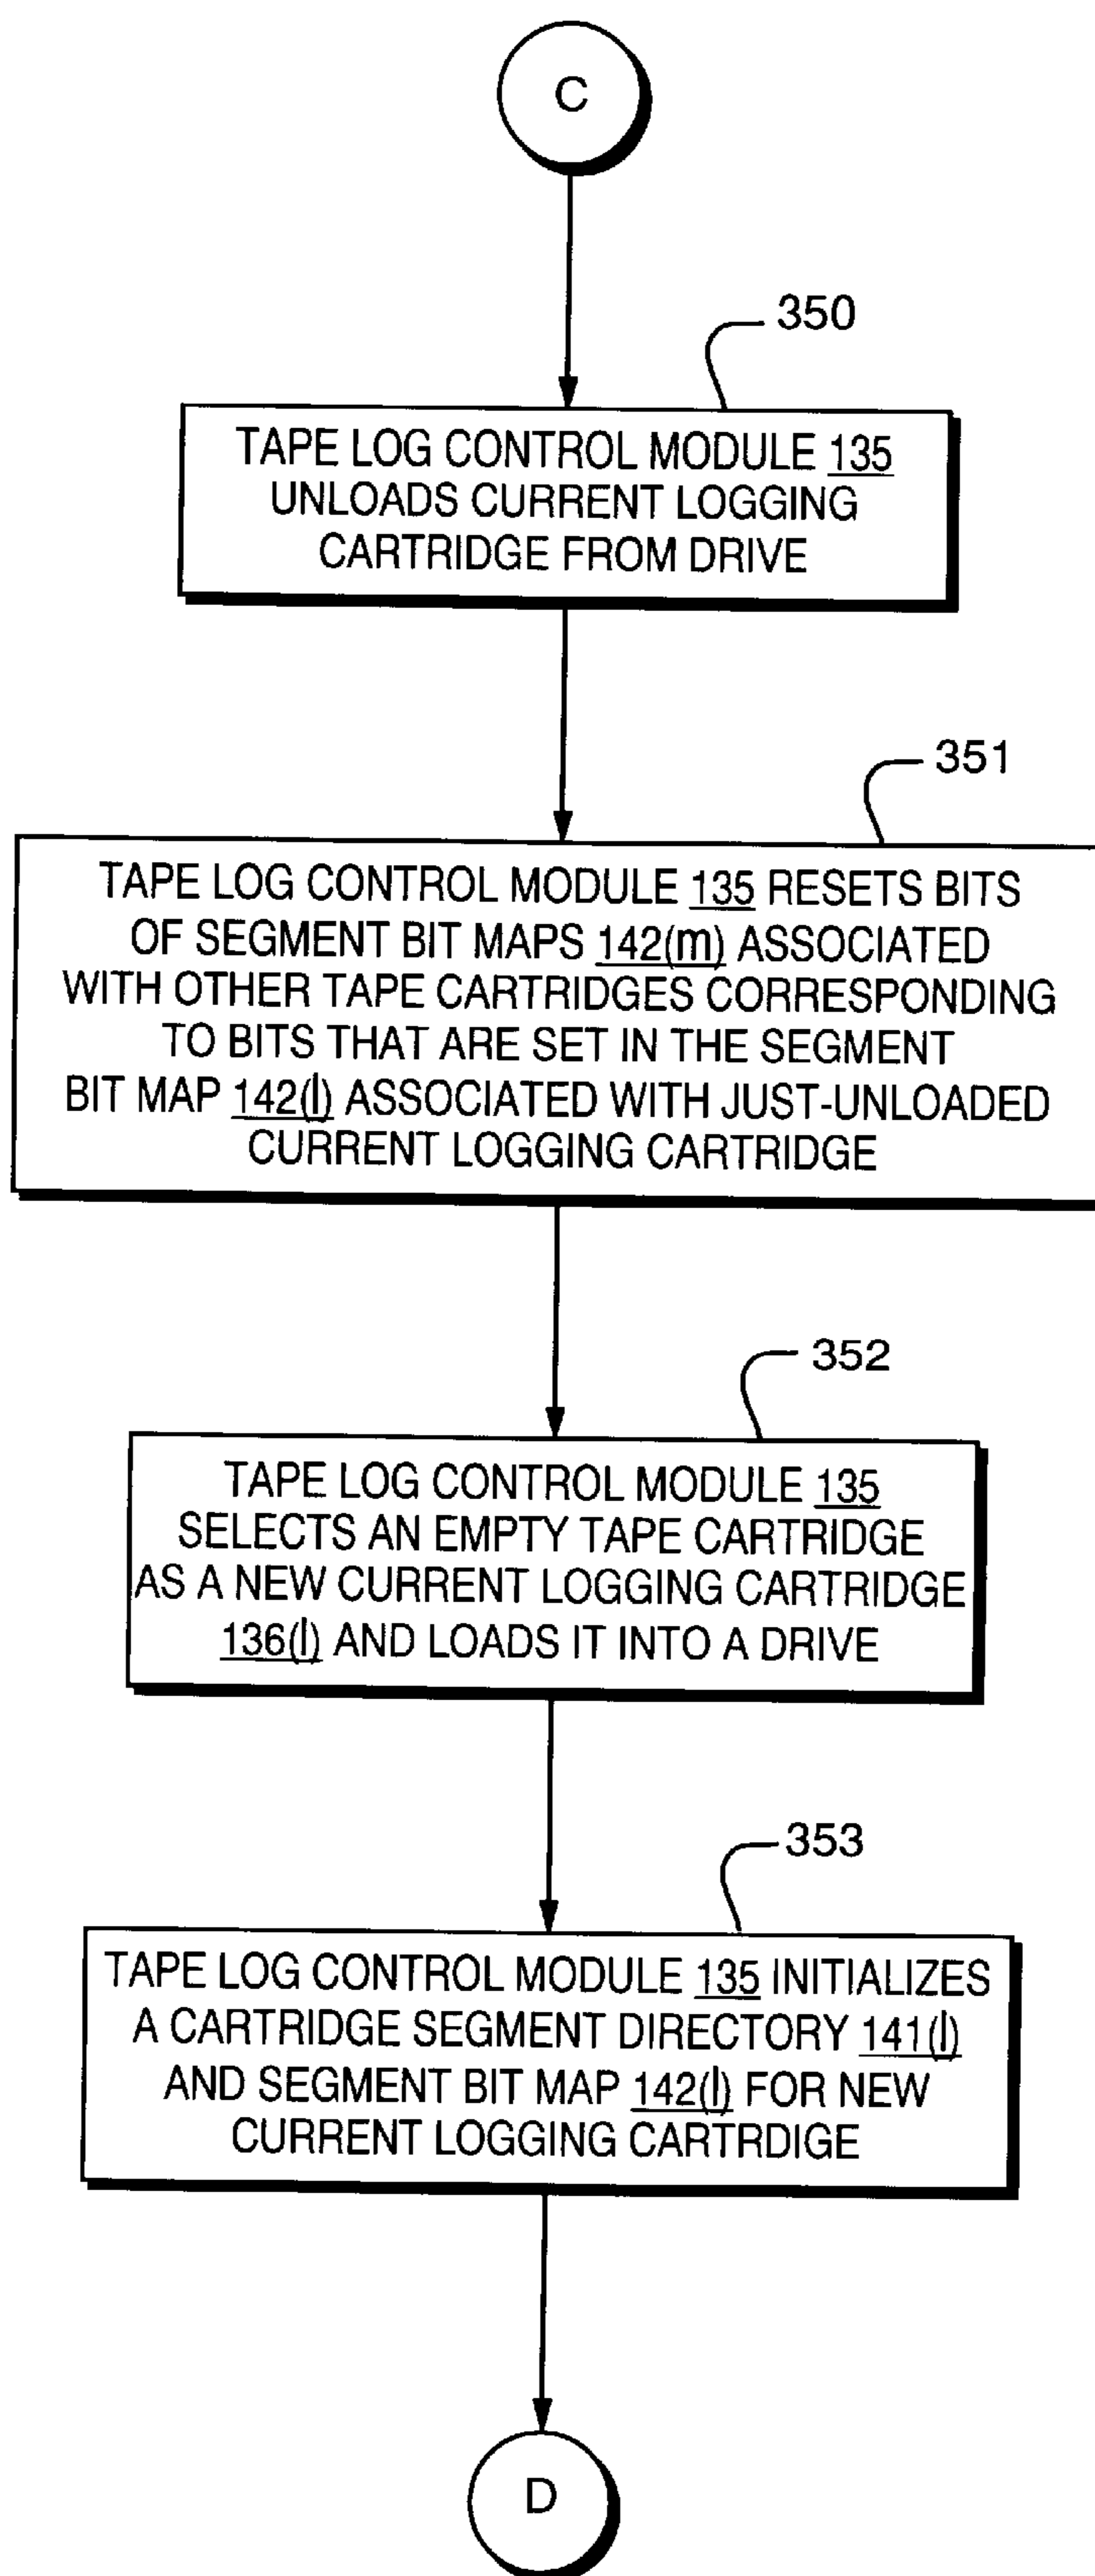 C
350
TAPE LOG CONTROL MODULE 135
UNLOADS CURRENT LOGGING
CARTRIDGE FROM DRIVE
351
TAPE LOG CONTROL MODULE 135 RESETS BITS
OF SEGMENT BIT MAPS 142(m) ASSOCIATED
WITH OTHER TAPE CARTRIDGES CORRESPONDING
TO BITS THAT ARE SET IN THE SEGMENT
BIT MAP 142(l) ASSOCIATED WITH JUST-UNLOADED
CURRENT LOGGING CARTRIDGE
352
TAPE LOG CONTROL MODULE 135
SELECTS AN EMPTY TAPE CARTRIDGE
AS A NEW CURRENT LOGGING CARTRIDGE
136(l) AND LOADS IT INTO A DRIVE
353
TAPE LOG CONTROL MODULE 135 INITIALIZES
A CARTRIDGE SEGMENT DIRECTORY 141(l)
AND SEGMENT BIT MAP 142(l) FOR NEW
CURRENT LOGGING CARTRDIGE
D